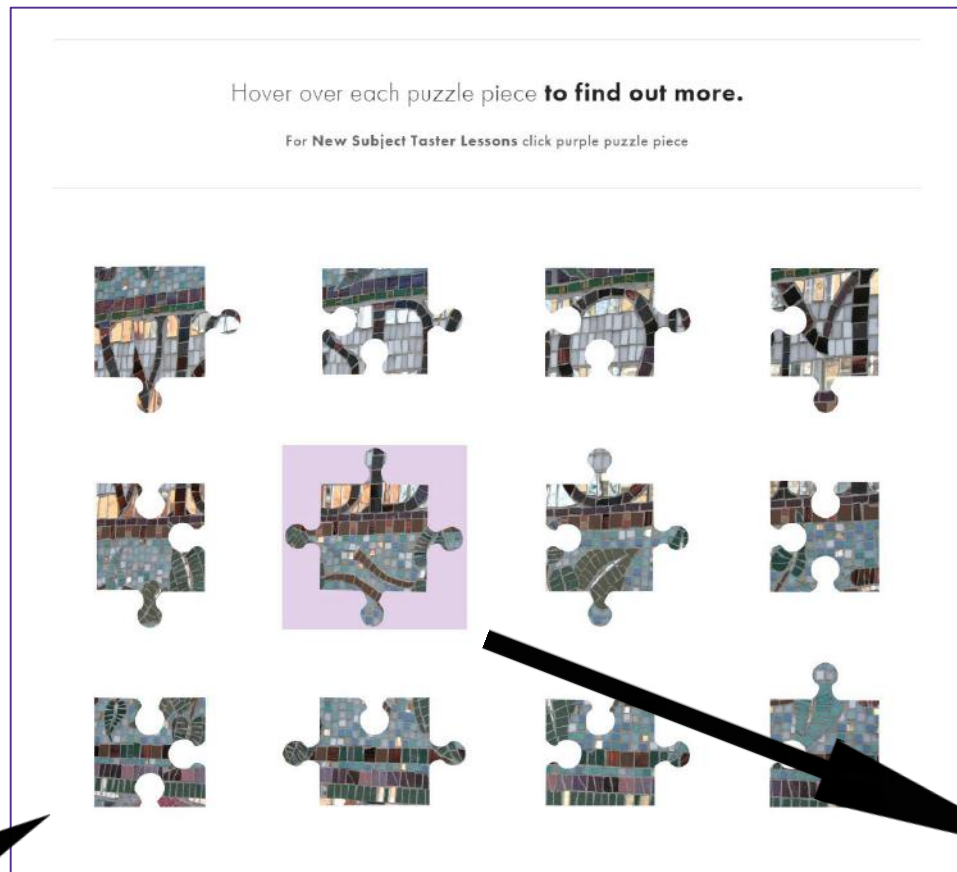 Hover over each puzzle piece to find out more.
For New Subject Taster Lessons click purple puzzle piece